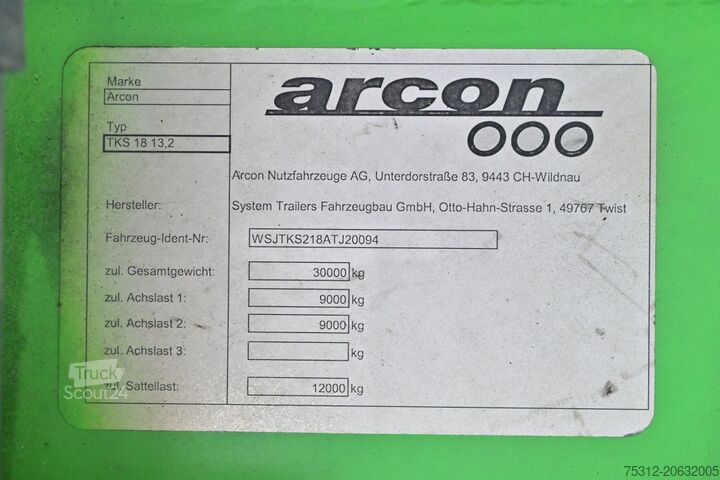 Marke
Arcon
arcon
Typ
TKS 18 13,2
Arcon Nutzfahrzeuge AG, Unterdorstraße 83, 9443 CH-Wildnau
Hersteller: System Trailers Fahrzeugbau GmbH, Otto-Hahn-Strasse 1, 49767 Twist
Fahrzeug-Ident-Nr: WSJTKS218ATJ20094
zul. Gesamtgewicht: 30000 kg
zul. Achslast 1: 9000 kg
zul. Achslast 2: 9000 kg
zul. Achslast 3: kg
zul. Sattellast: 12000 kg
Truck
Scout24
75312-20632005